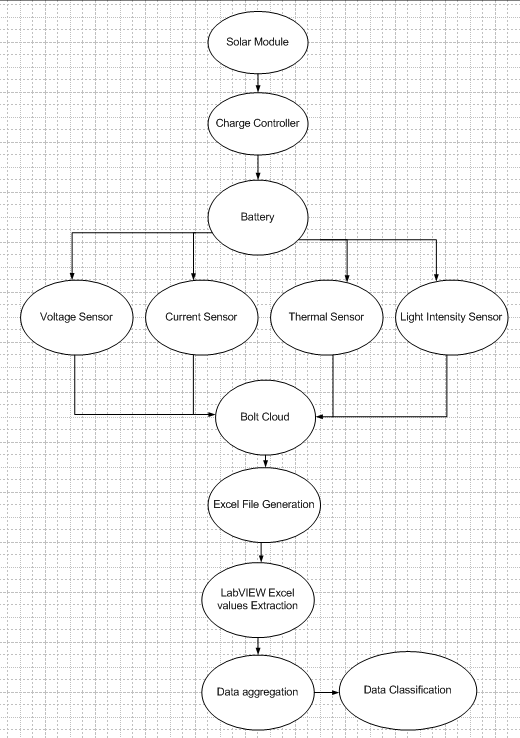 Solar Module
Charge Controller
Battery
Voltage Sensor
Current Sensor
Thermal Sensor
Light Intensity Sensor
Bolt Cloud
Excel File Generation
LabVIEW Excel
values Extraction
Data aggregation
Data Classification